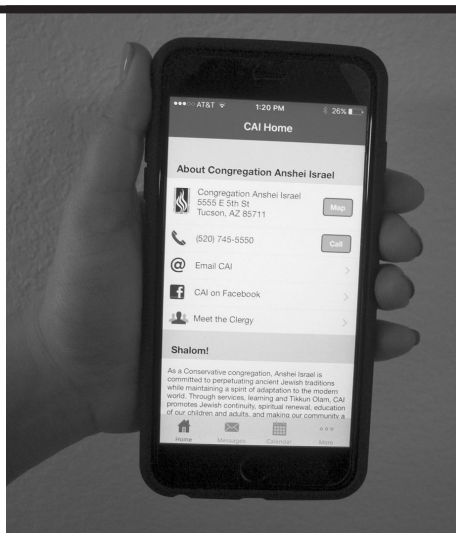 AT&T 1:20 PM 26%
CAI Home
About Congregation Anshei Israel
Congregation Anshei Israel
5555 E 5th St
Tucson, AZ 85711
Map
(520) 745-5550
Call
@ Email CAI
f CAI on Facebook
Meet the Clergy
Shalom!
As a Conservative congregation, Anshei Israel is
committed to perpetuating ancient Jewish traditions
while maintaining a spirit of adaptation to the modern
world. Through services, learning and Tikkun Olam, CAI
promotes Jewish continuity, spiritual renewal, education
of our children and adults, and making our community a
Home Messages Calendar More